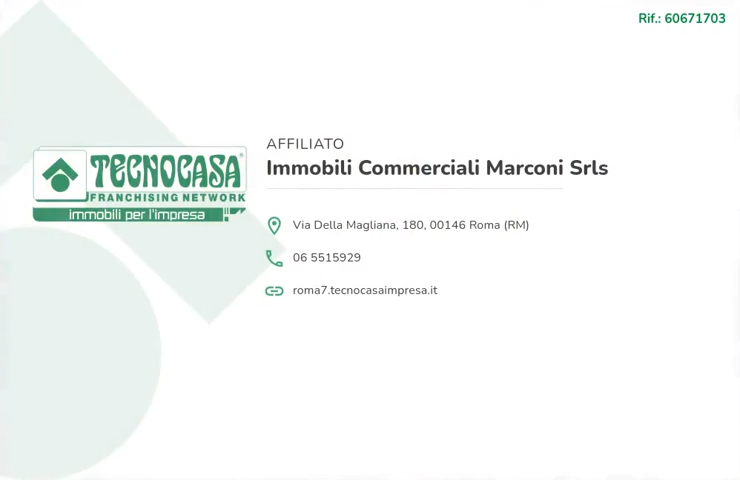 Rif.: 60671703
AFFILIATO
Immobili Commerciali Marconi Srls
TECNOCASA®
FRANCHISING NETWORK
immobili per l'impresa
Via Della Magliana, 180, 00146 Roma (RM)
06 5515929
roma7.tecnocasaimpresa.it